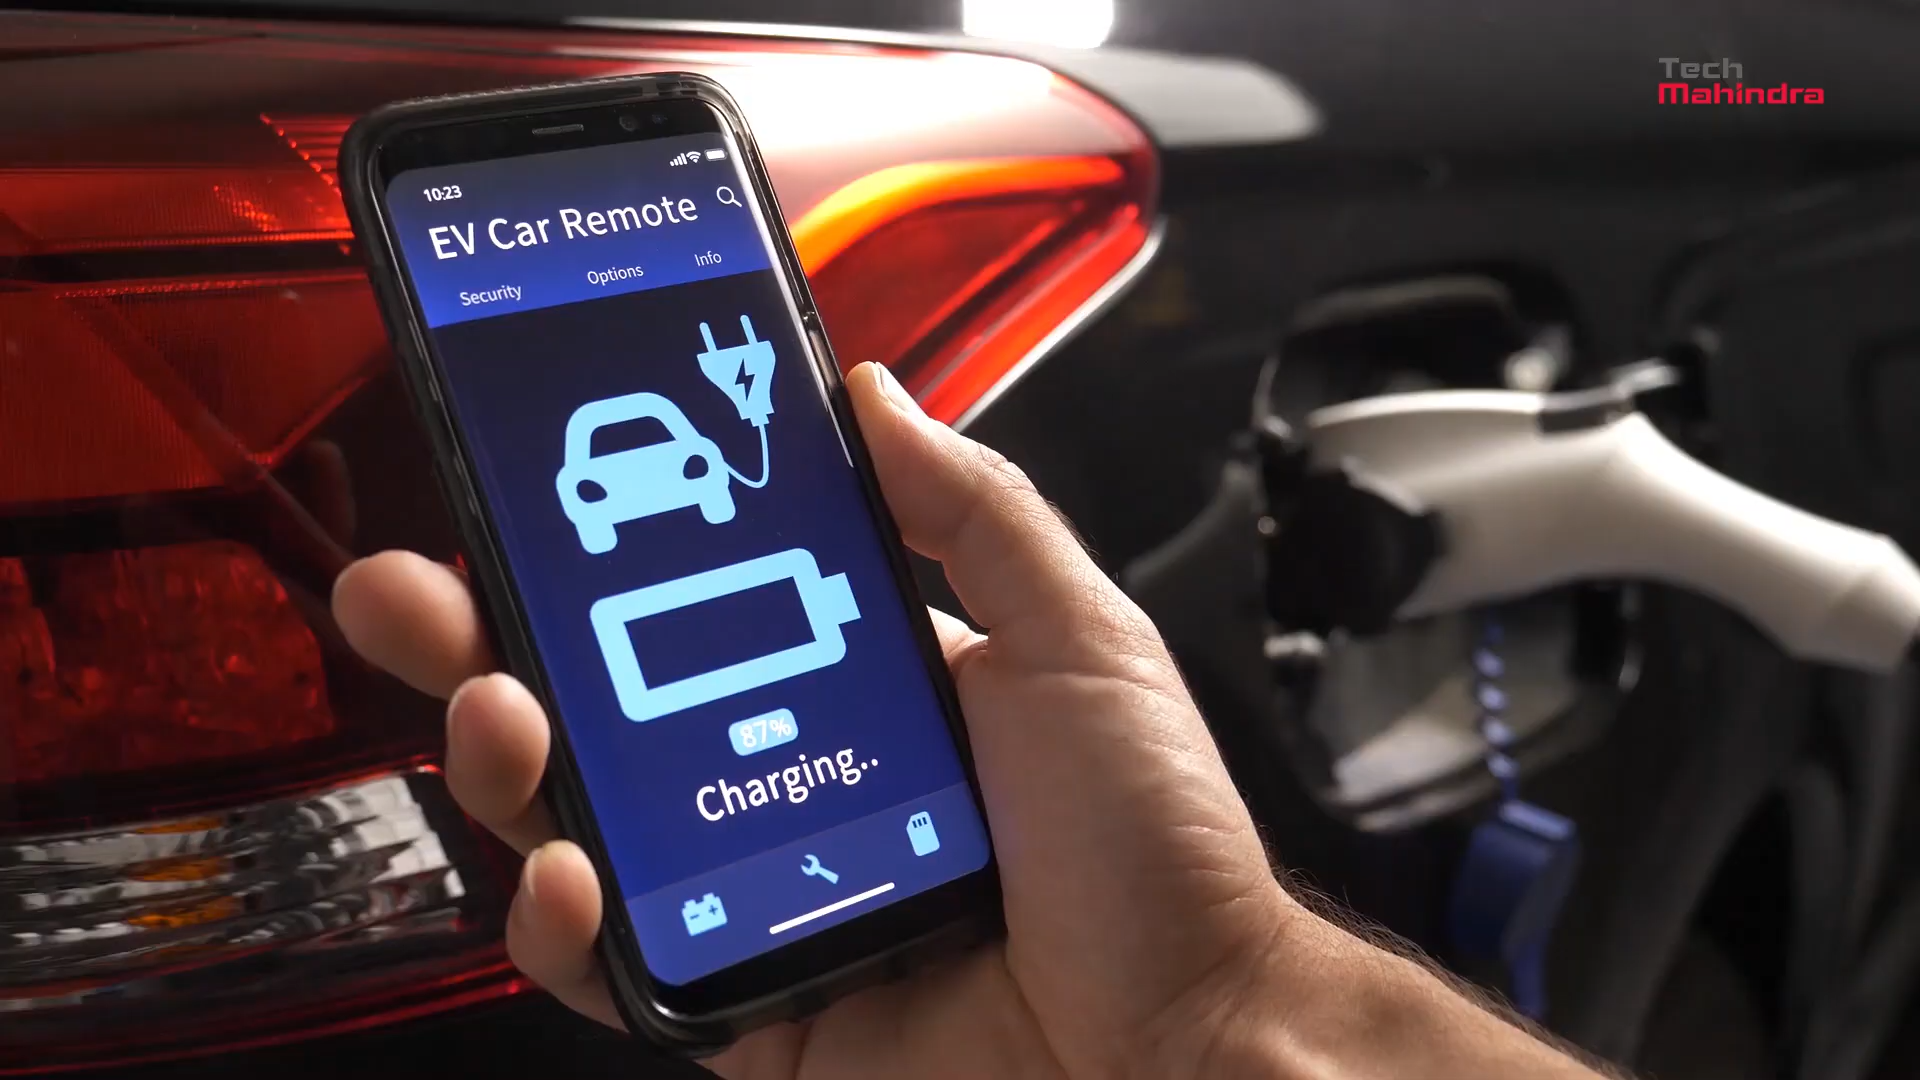 Tech
Mahindra
10:23
EV Car Remote
Security Options Info
87%
Charging..